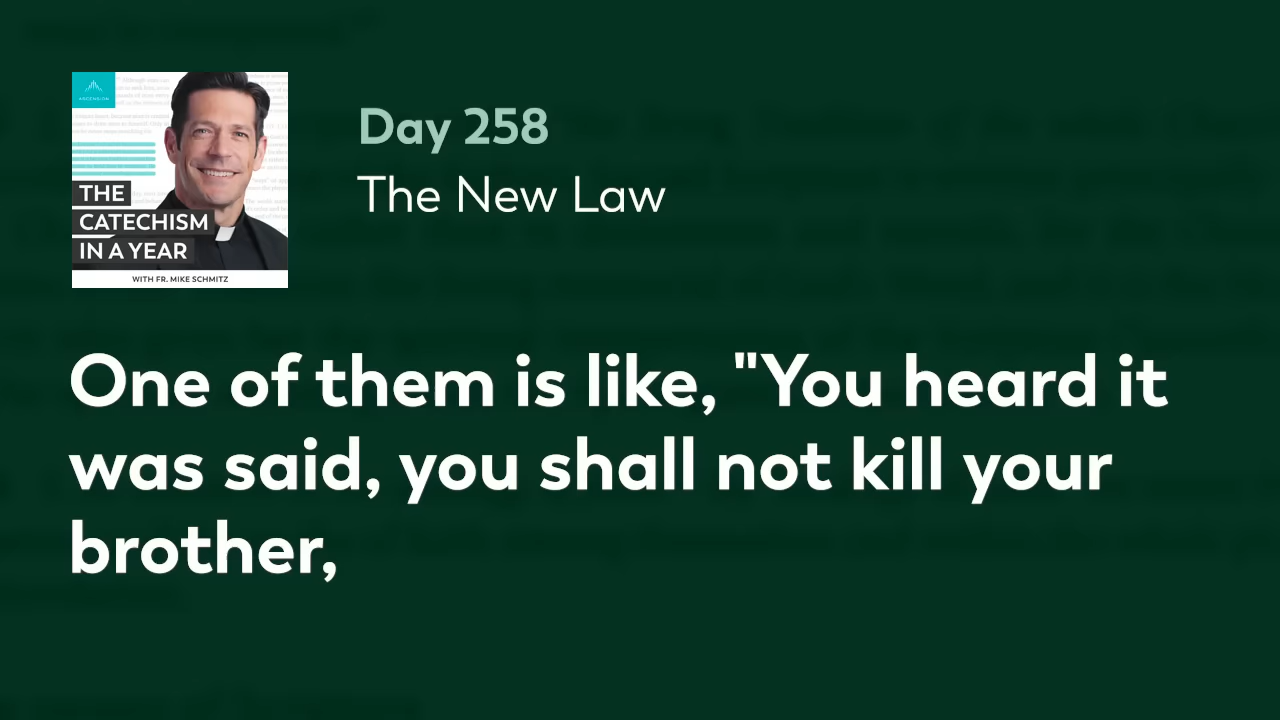 ASCENSION
THE
CATECHISM
IN A YEAR
WITH FR. MIKE SCHMITZ
Day 258
The New Law
One of them is like, "You heard it
was said, you shall not kill your
brother,